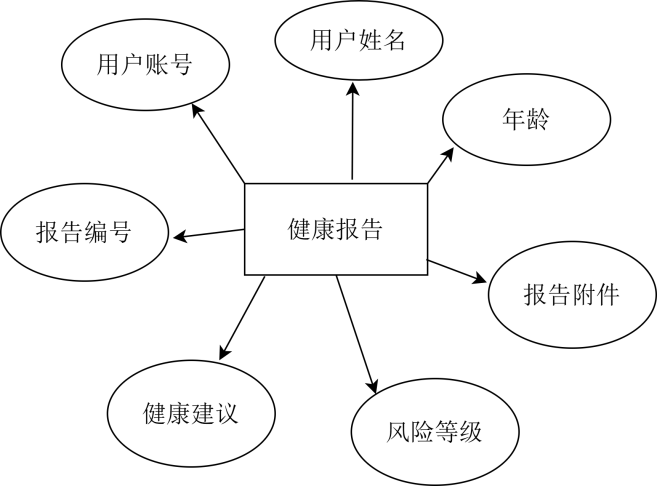 用户姓名
用户账号
年龄
健康报告
报告编号
报告附件
健康建议
风险等级